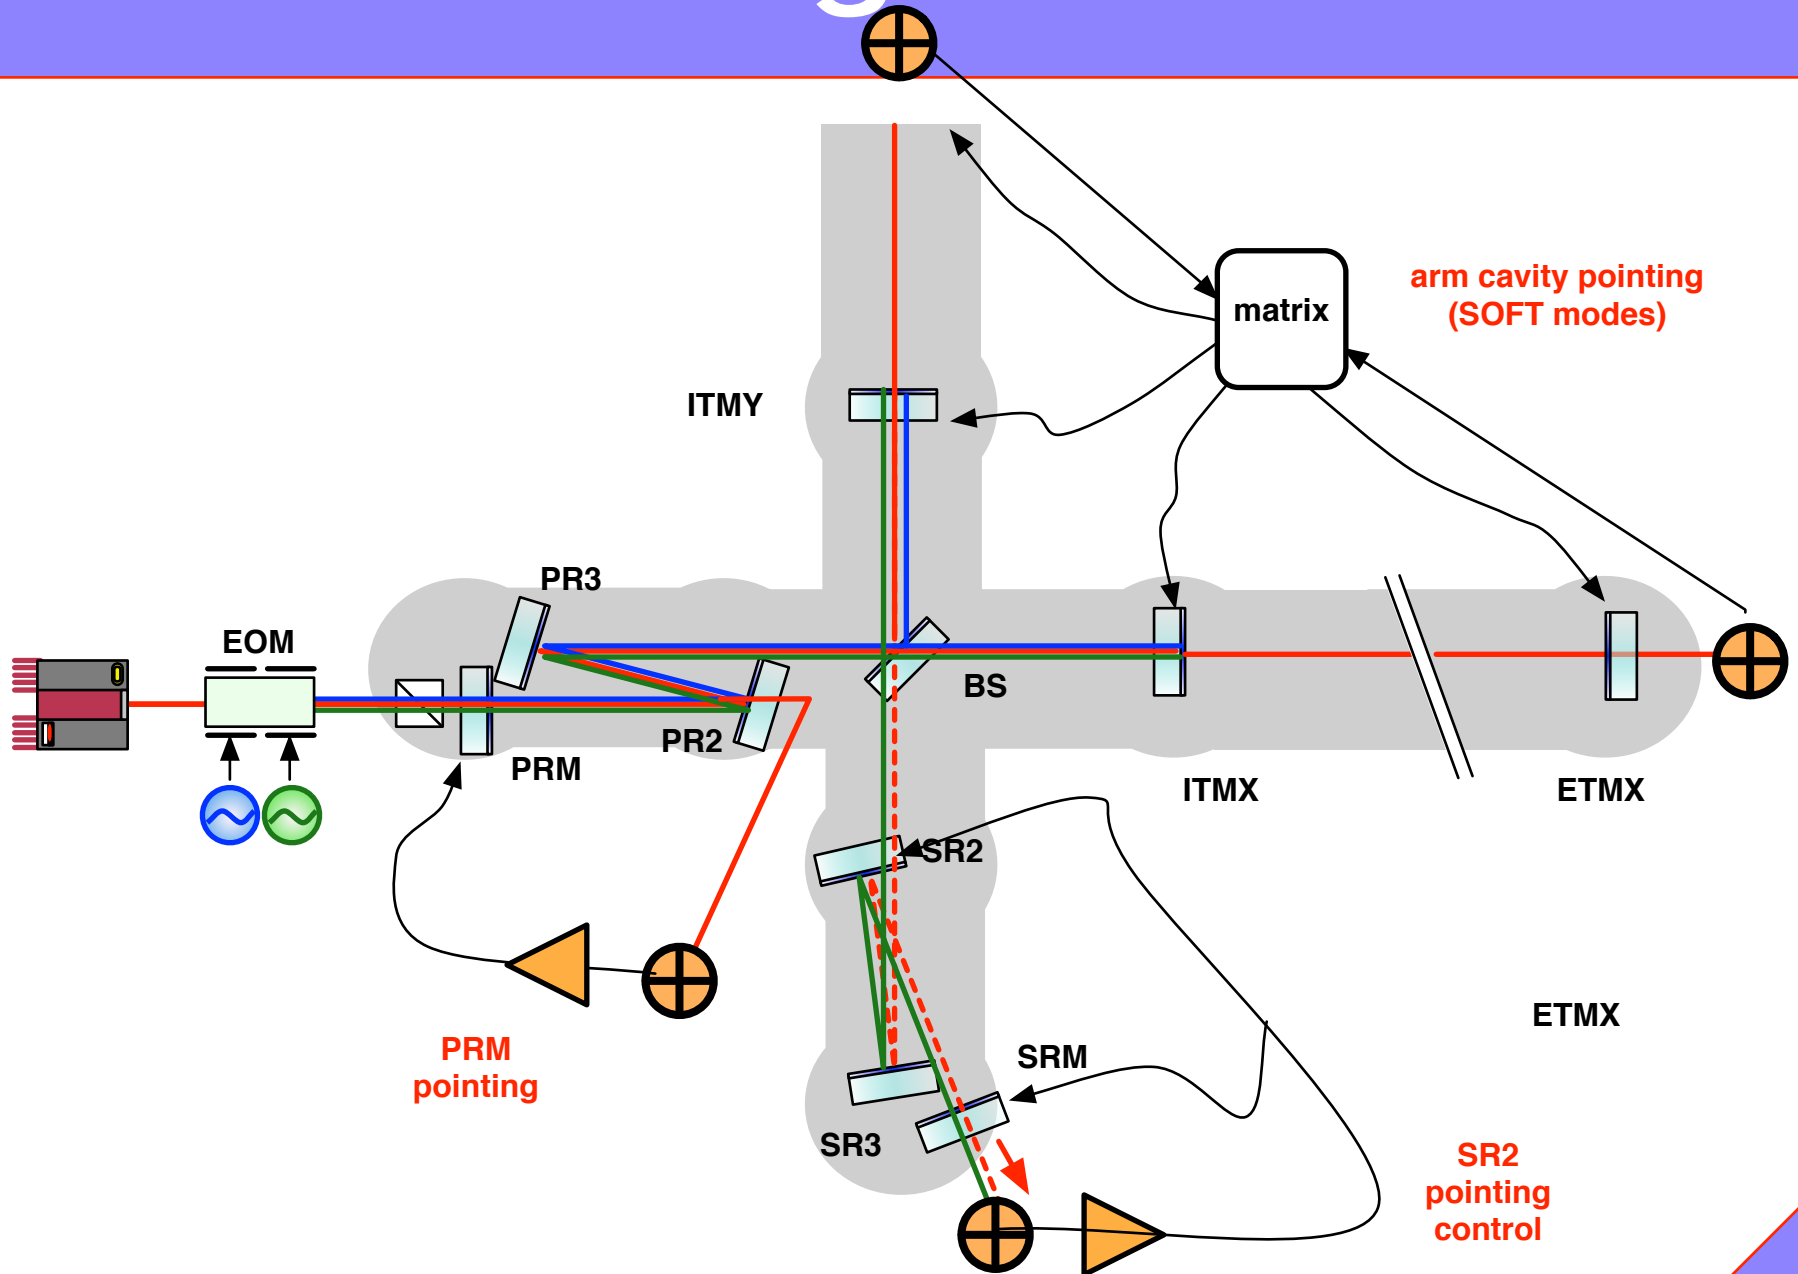 matrix
arm cavity pointing
(SOFT modes)
ITMY
PR3
EOM
BS
PR2
PRM
ITMX
ETMX
SR2
ETMX
PRM
pointing
SRM
SR3
SR2
pointing
control